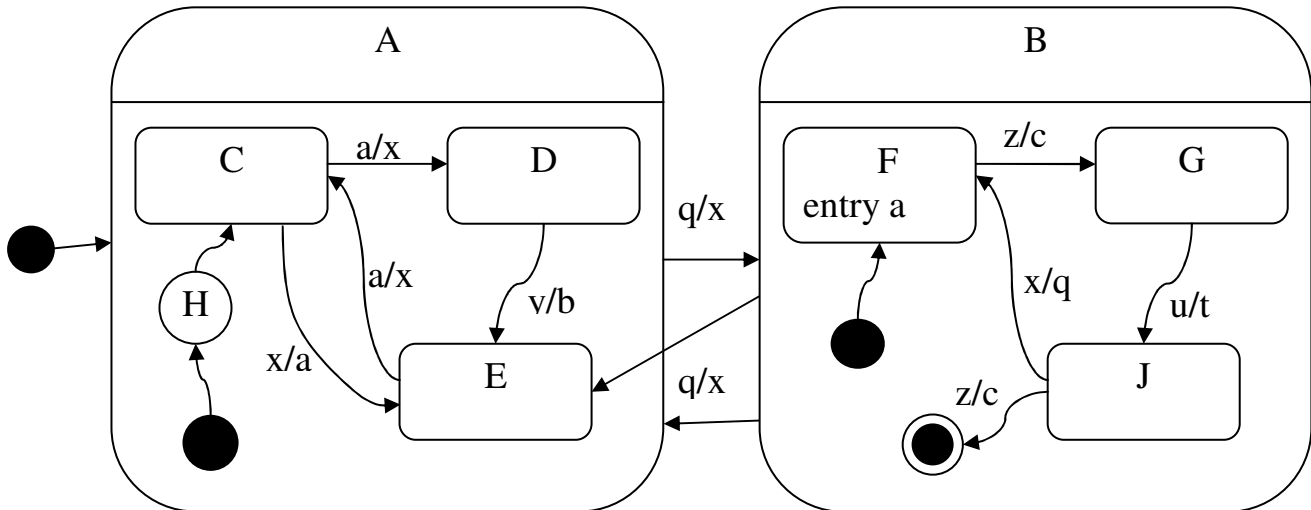 A
B
C
a/x
D
F
entry a
z/c
G
q/x
H
a/x
v/b
x/q
u/t
x/a
E
q/x
z/c
J